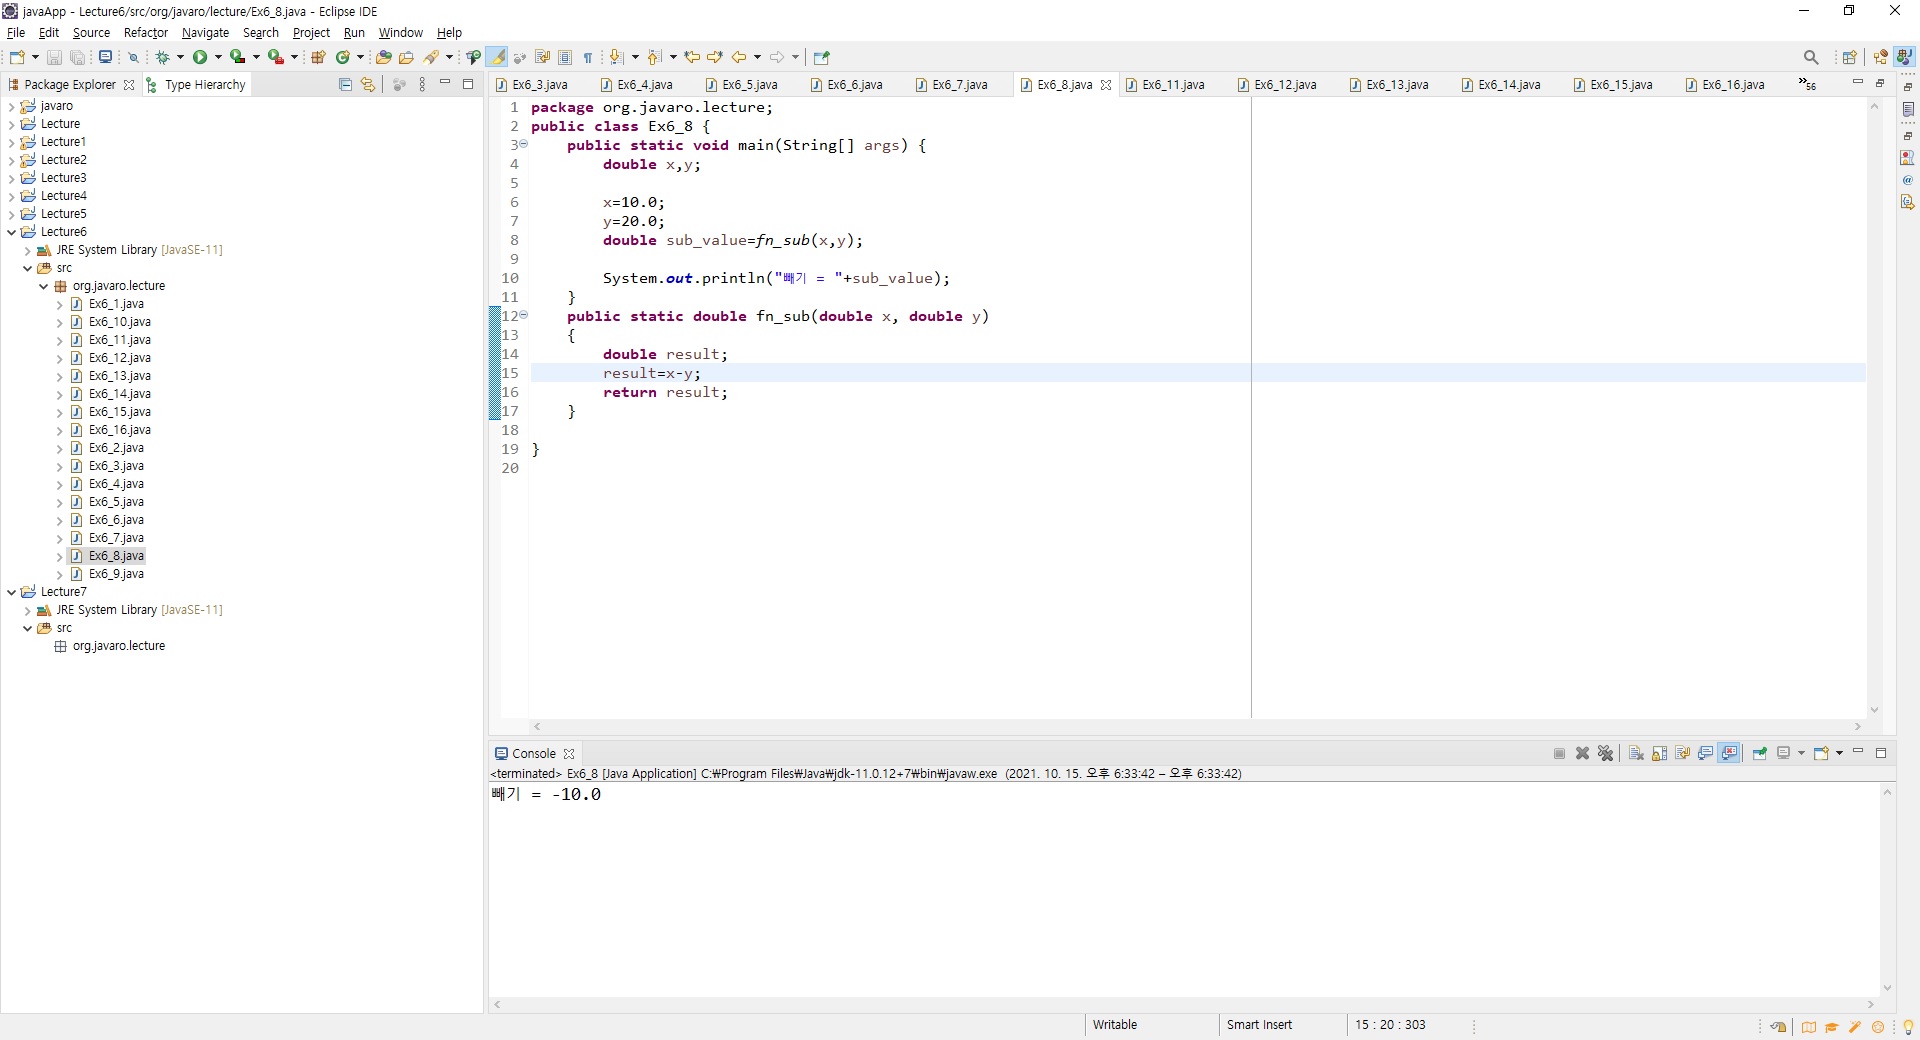 javaApp - Lecture6/src/org/javaro/lecture/Ex6_8.java - Eclipse IDE
File Edit Source Refactor Navigate Search Project Run Window Help
Package Explorer Type Hierarchy
javaro
Lecture
Lecture1
Lecture2
Lecture3
Lecture4
Lecture5
Lecture6
JRE System Library [JavaSE-11]
src
org.javaro.lecture
Ex6_1.java
Ex6_10.java
Ex6_11.java
Ex6_12.java
Ex6_13.java
Ex6_14.java
Ex6_15.java
Ex6_16.java
Ex6_2.java
Ex6_3.java
Ex6_4.java
Ex6_5.java
Ex6_6.java
Ex6_7.java
Ex6_8.java
Ex6_9.java
Lecture7
JRE System Library [JavaSE-11]
src
org.javaro.lecture
Ex6_3.java Ex6_4.java Ex6_5.java Ex6_6.java Ex6_7.java Ex6_8.java Ex6_11.java Ex6_12.java Ex6_13.java Ex6_14.java Ex6_15.java Ex6_16.java »56
1 package org.javaro.lecture;
2 public class Ex6_8 {
3 public static void main(String[] args) {
4 double x,y;
5
6 x=10.0;
7 y=20.0;
8 double sub_value=fn_sub(x,y);
9
10 System.out.println("빼기 = "+sub_value);
11 }
12 public static double fn_sub(double x, double y)
13 {
14 double result;
15 result=x-y;
16 return result;
17 }
18
19 }
20
Console
<terminated> Ex6_8 [Java Application] C:₩Program Files₩Java₩jdk-11.0.12+7₩bin₩javaw.exe (2021. 10. 15. 오후 6:33:42 – 오후 6:33:42)
빼기 = -10.0
Writable Smart Insert 15 : 20 : 303